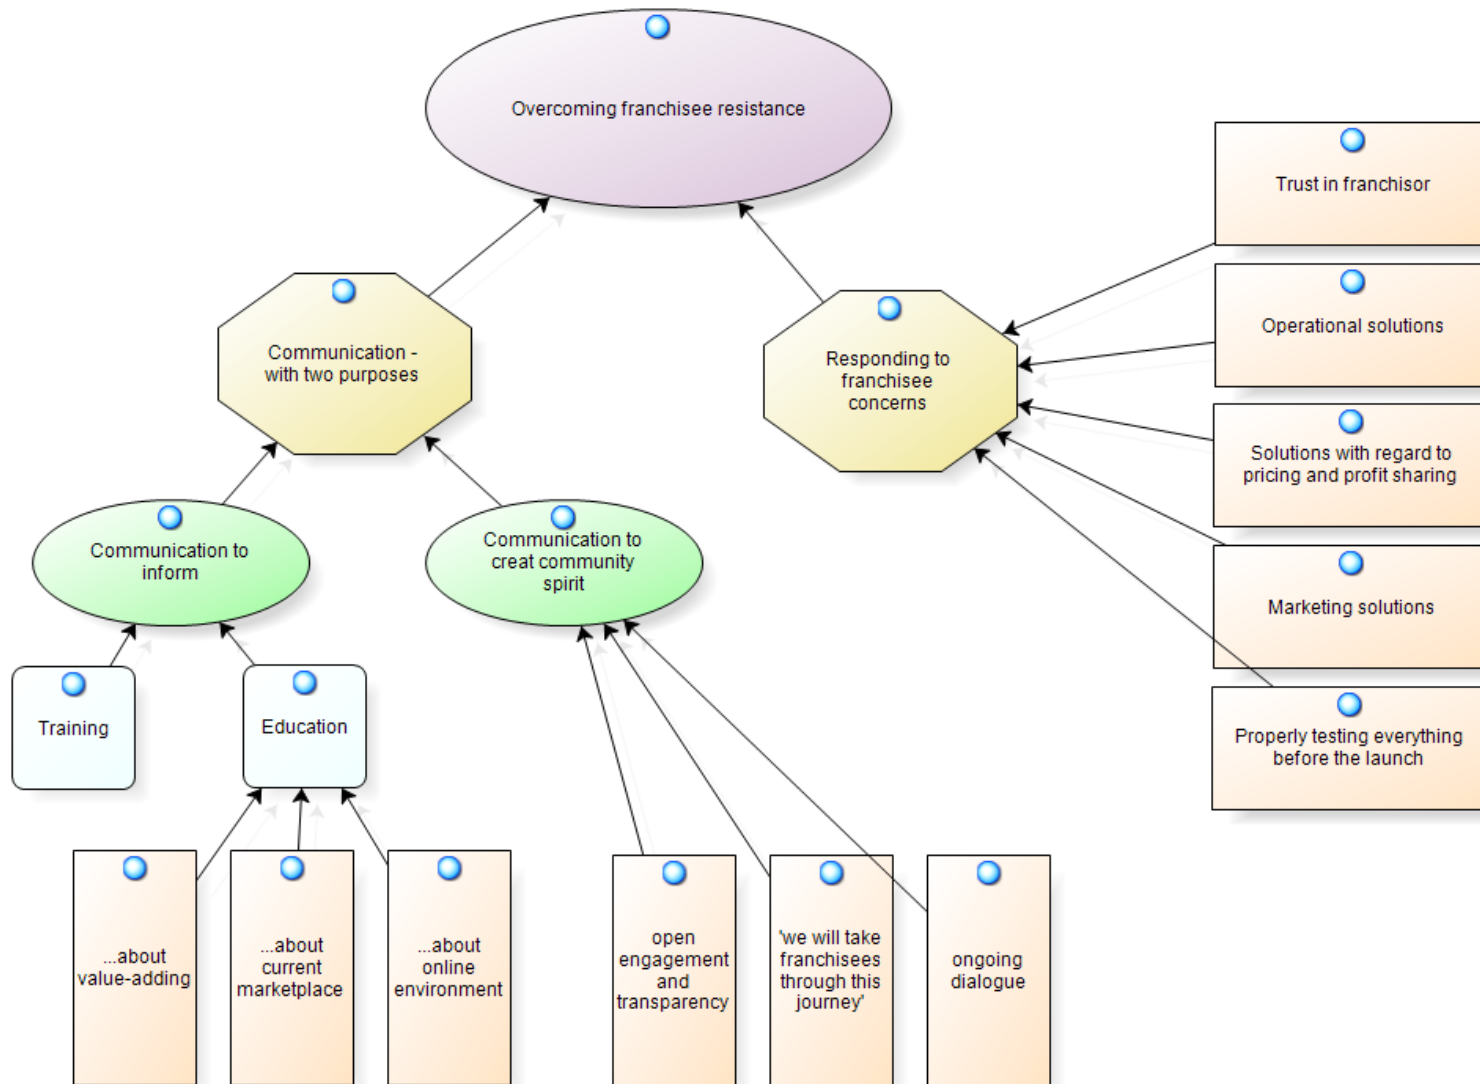 Overcoming franchisee resistance
Trust in franchisor
Operational solutions
Communication -
with two purposes
Responding to
franchisee
concerns
Solutions with regard to
pricing and profit sharing
Communication to
inform
Communication to
creat community
spirit
Marketing solutions
Training
Education
Properly testing everything
before the launch
...about
value-adding
...about
current
marketplace
...about
online
environment
open
engagement
and
transparency
'we will take
franchisees
through this
journey'
ongoing
dialogue